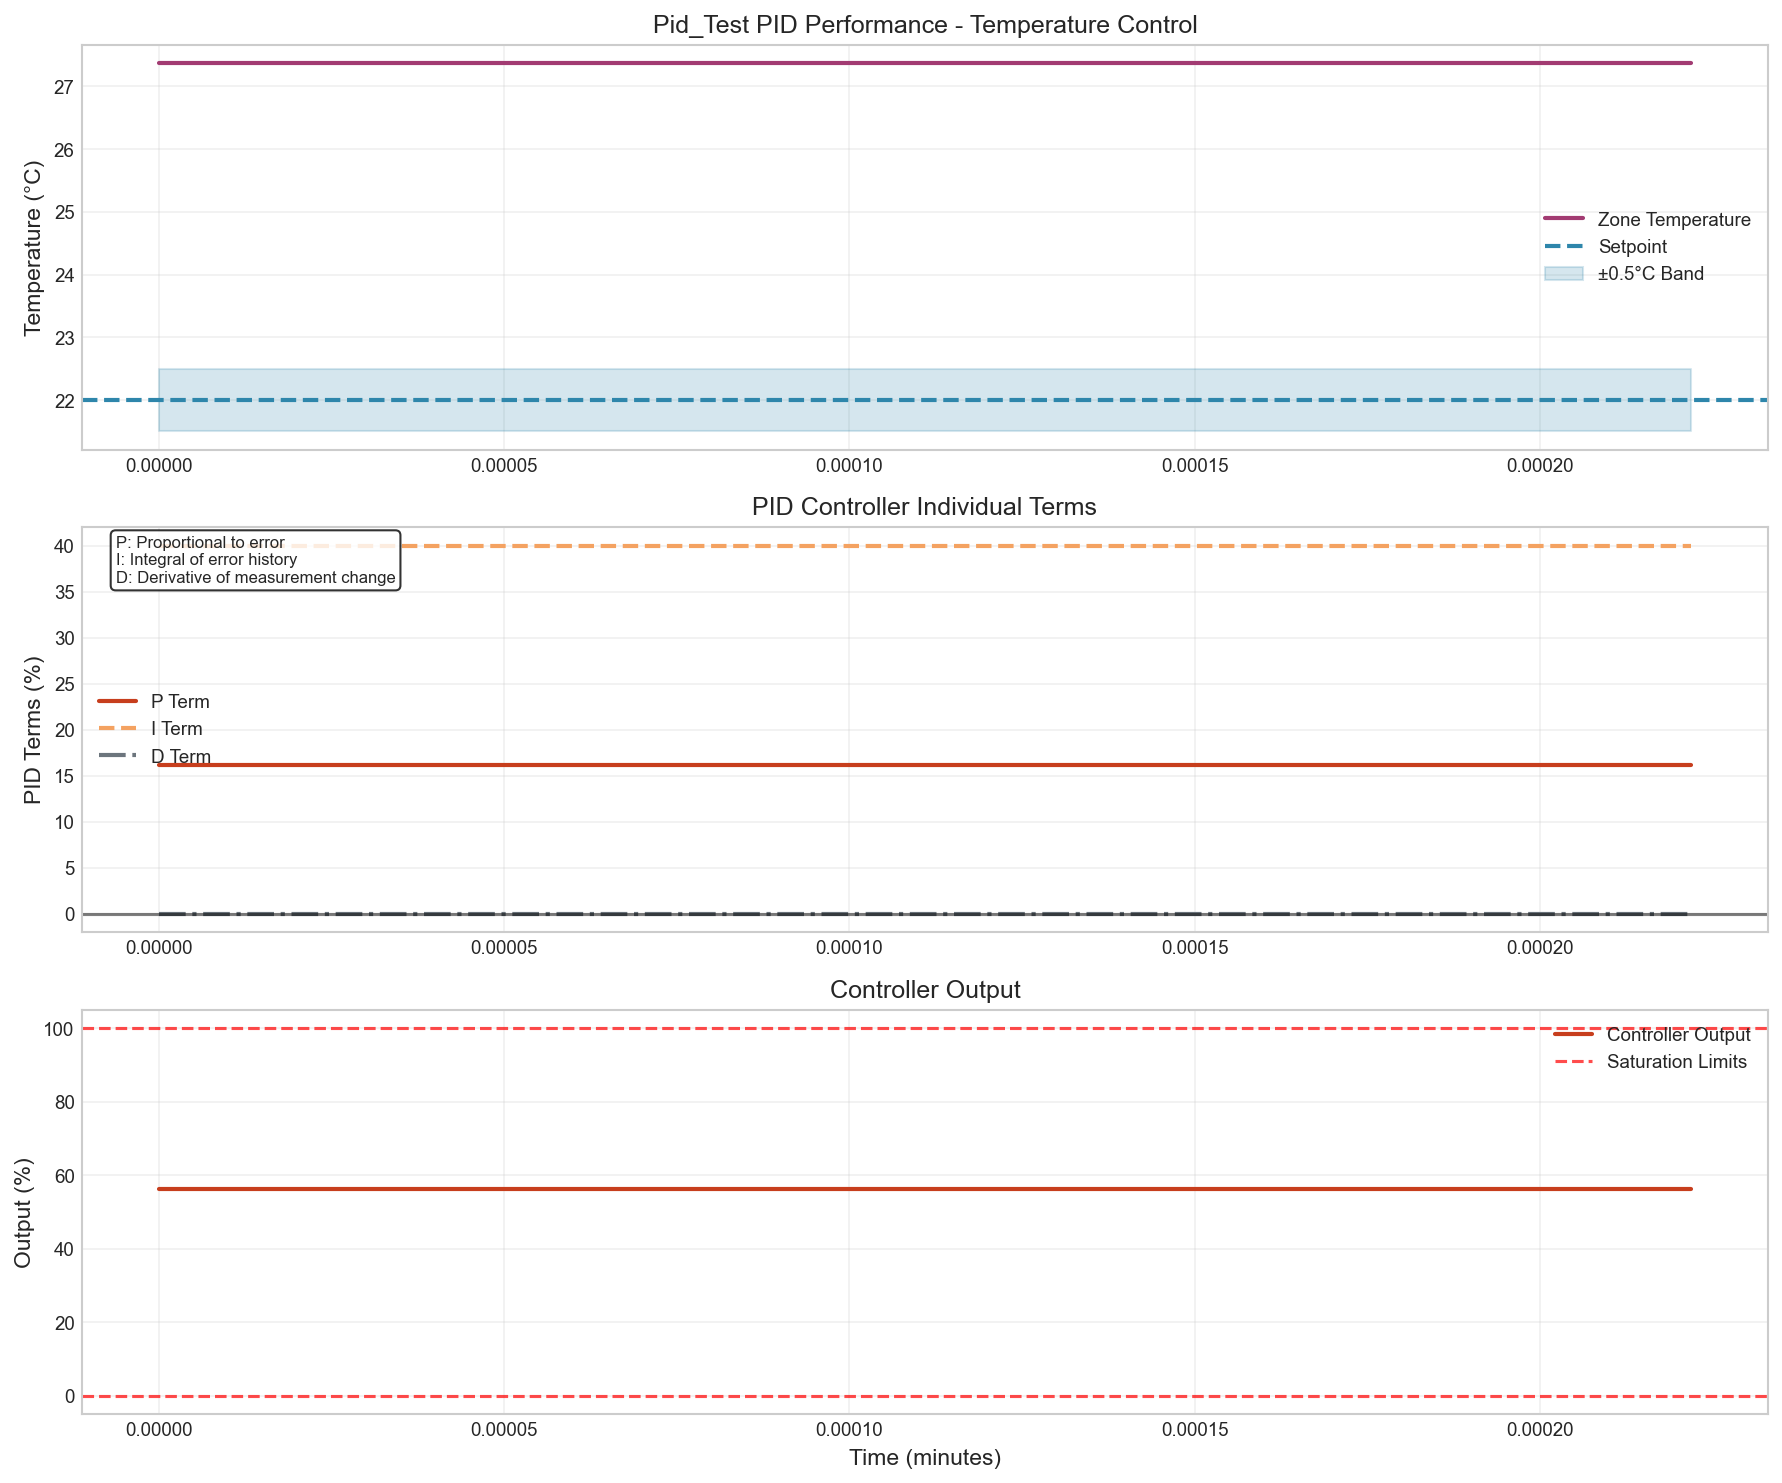 Pid_Test PID Performance - Temperature Control
Temperature (°C)
27
26
25
24
23
22
Zone Temperature
Setpoint
±0.5°C Band
0.00000
0.00005
0.00010
0.00015
0.00020
PID Controller Individual Terms
PID Terms (%)
40
35
30
25
20
15
10
5
0
P: Proportional to error
I: Integral of error history
D: Derivative of measurement change
P Term
I Term
D Term
0.00000
0.00005
0.00010
0.00015
0.00020
Controller Output
Output (%)
100
80
60
40
20
0
Controller Output
Saturation Limits
0.00000
0.00005
0.00010
0.00015
0.00020
Time (minutes)